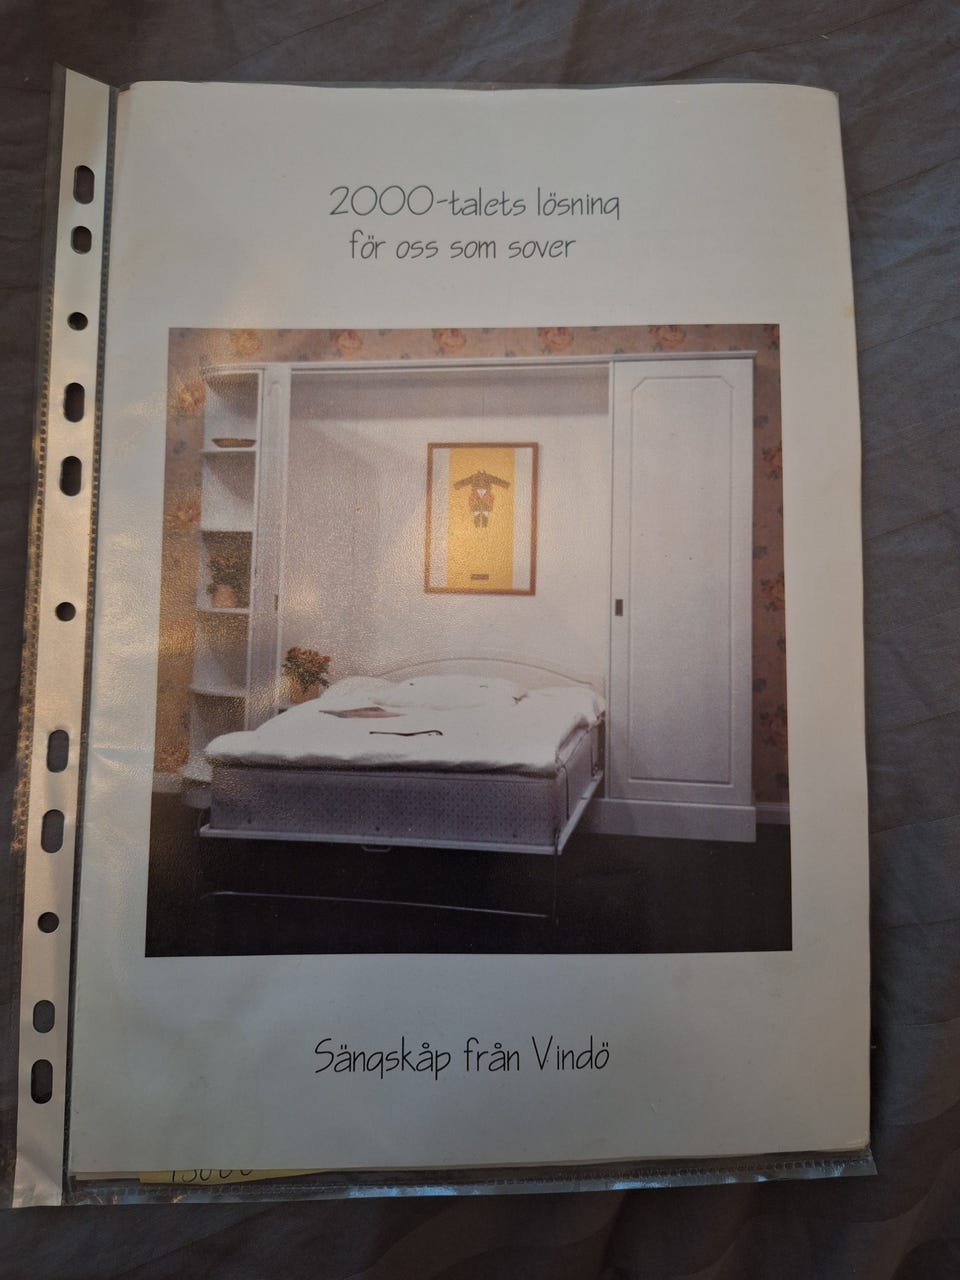 2000-talets lösning
för oss som sover
Sängskåp från Vindö